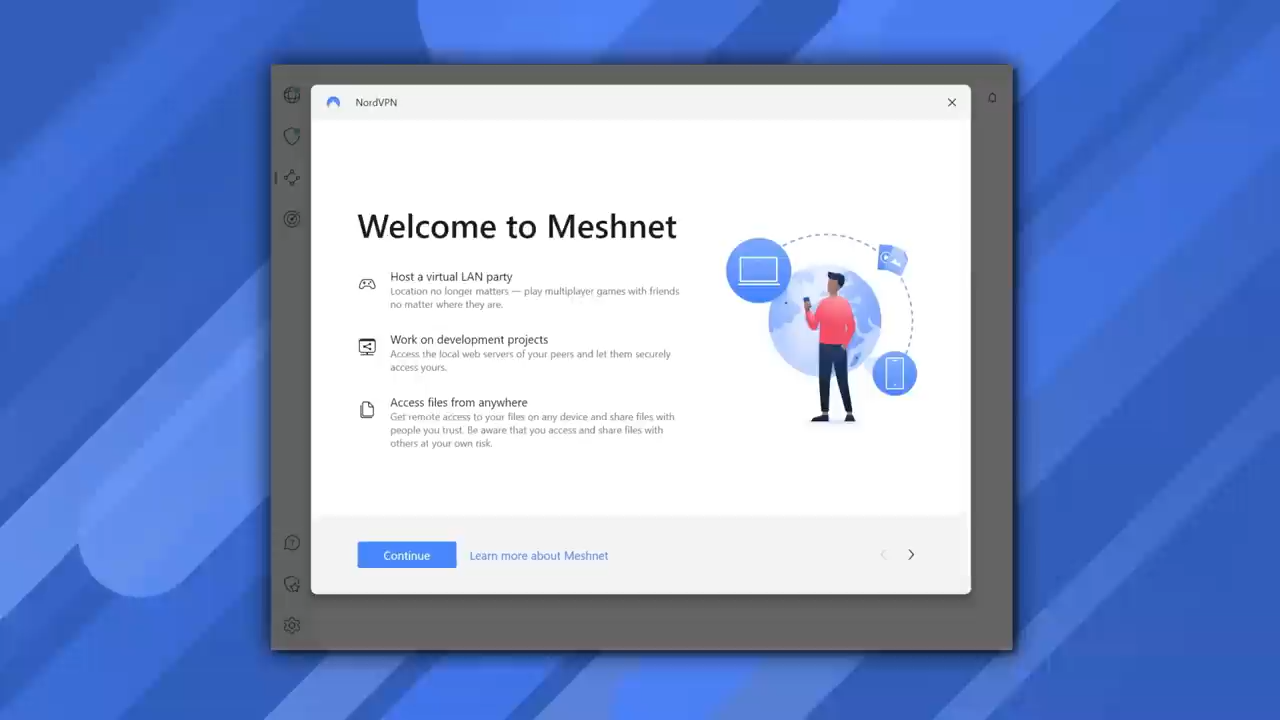 NordVPN
Welcome to Meshnet
Host a virtual LAN party
Location no longer matters — play multiplayer games with friends
no matter where they are.
Work on development projects
Access the local web servers of your peers and let them securely
access yours.
Access files from anywhere
Get remote access to your files on any device and share files with
people you trust. Be aware that you access and share files with
others at your own risk.
Continue
Learn more about Meshnet